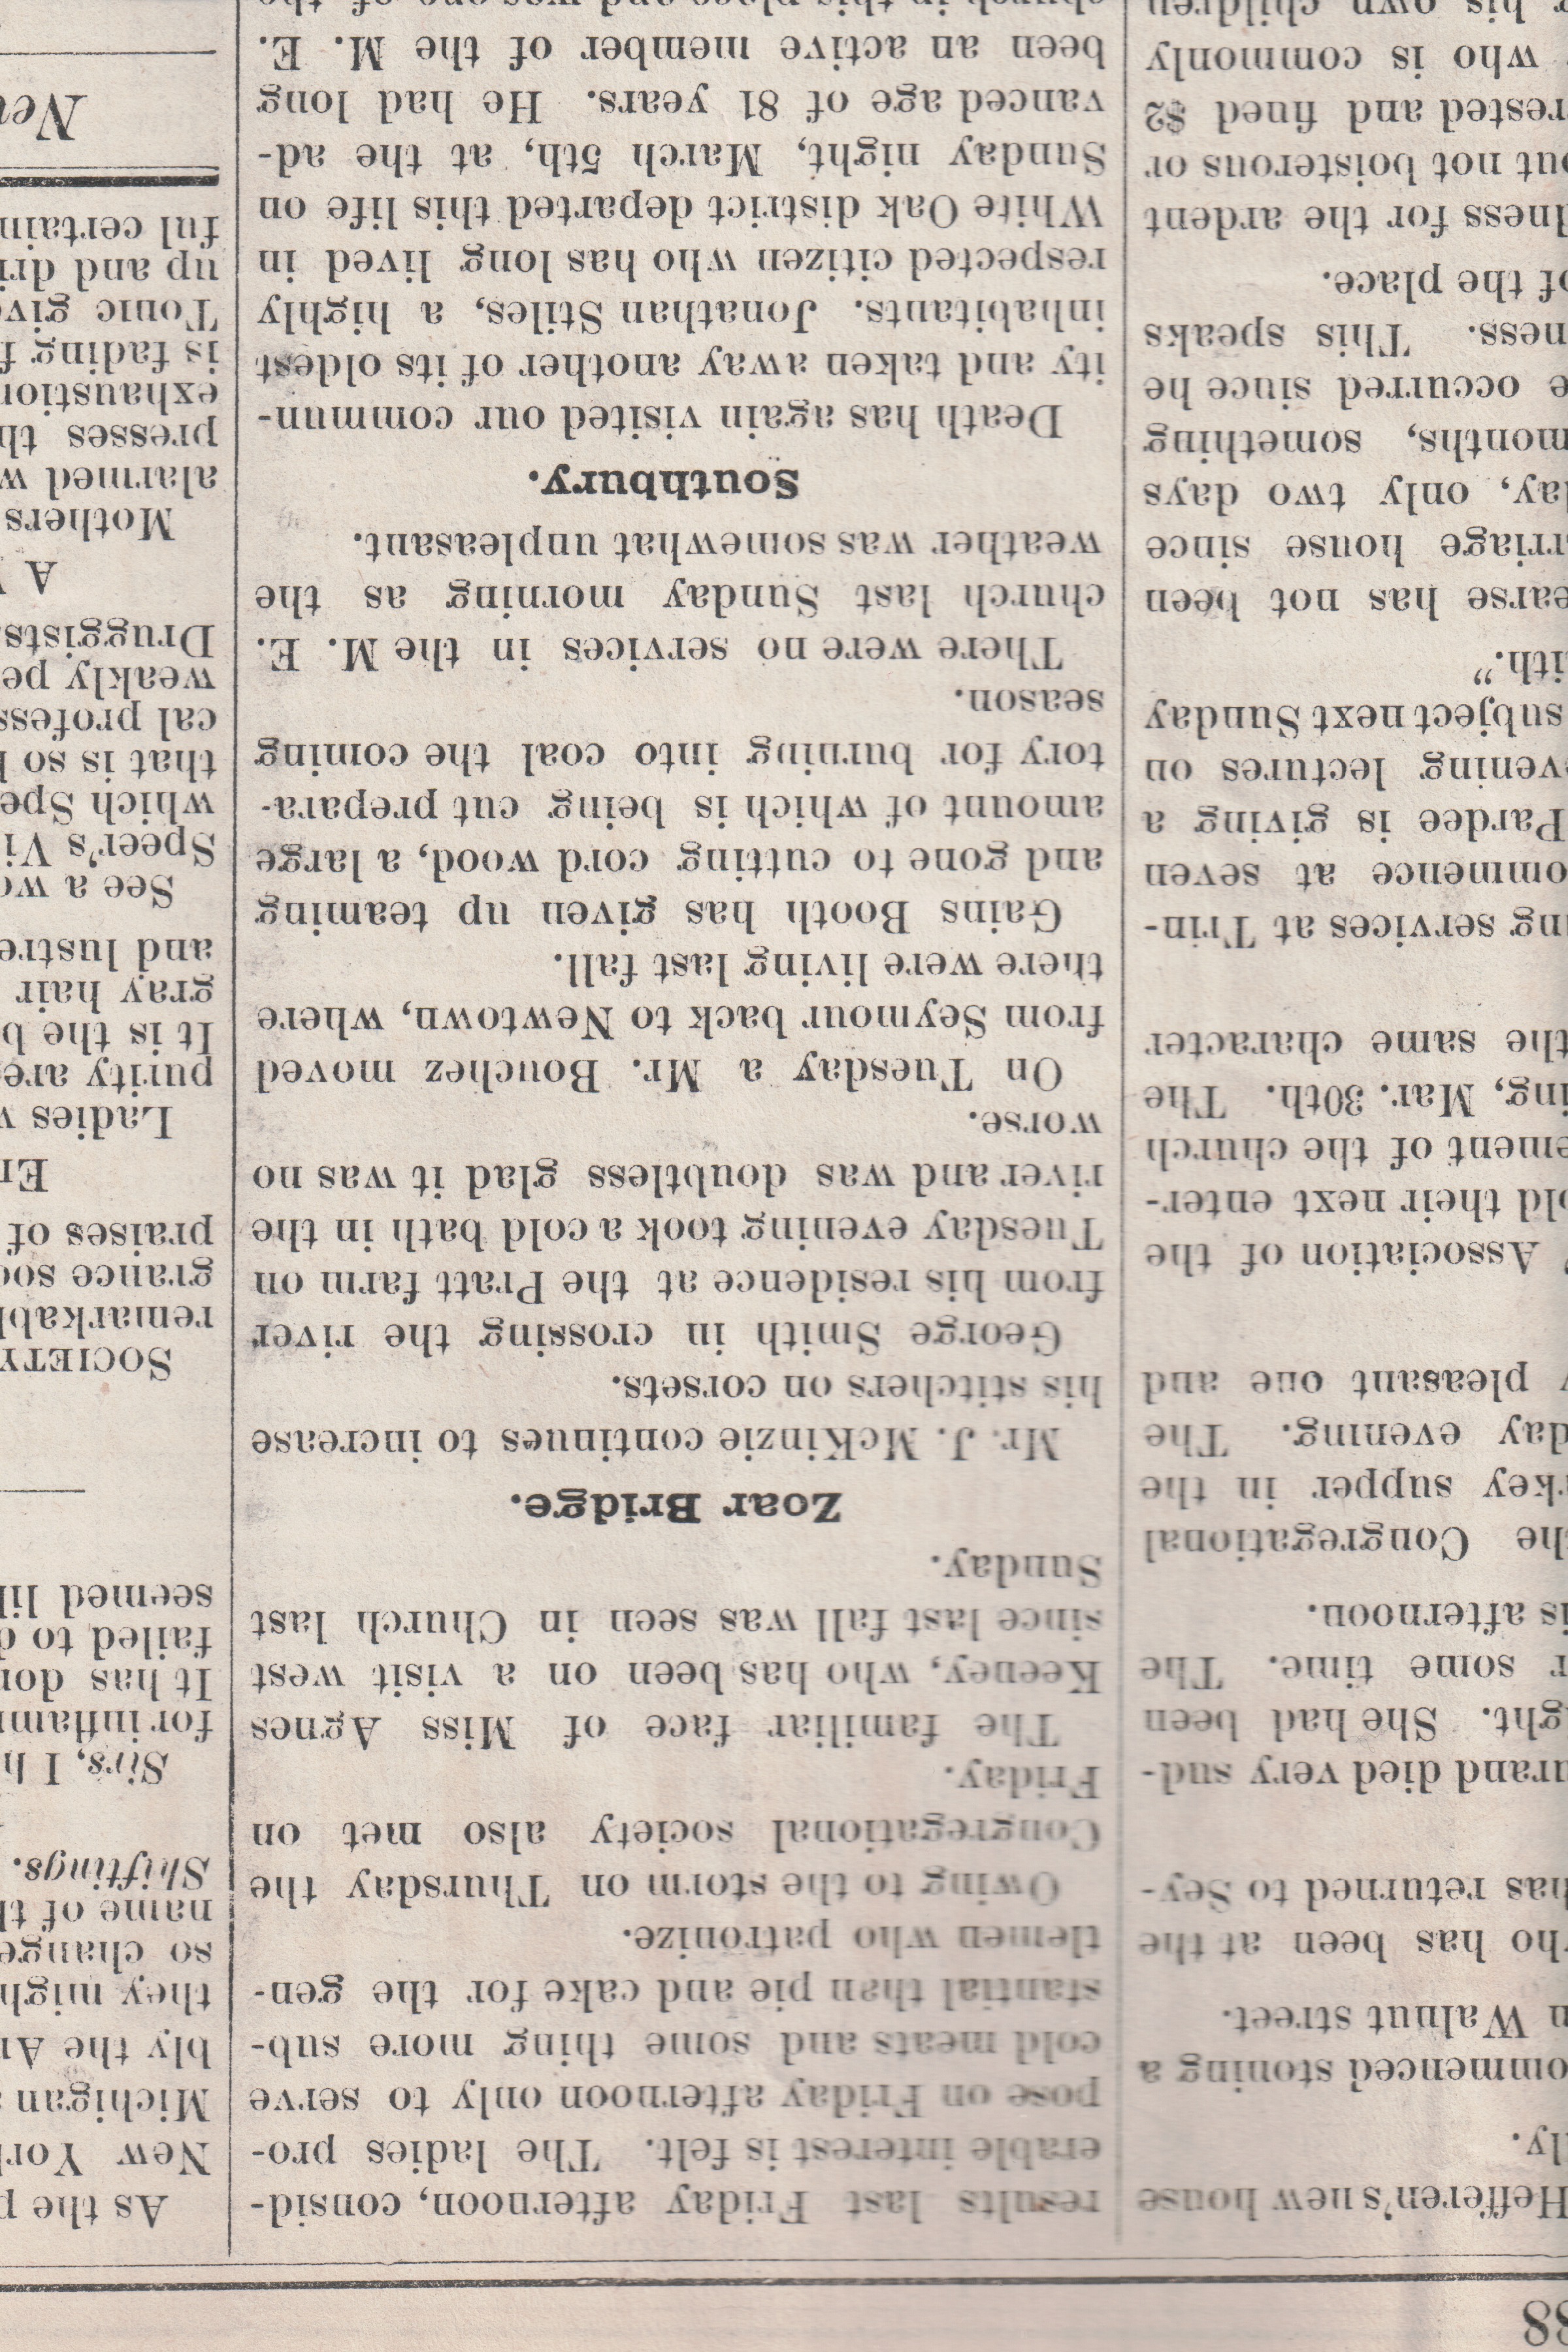 88
Hefferen's new house
ly.
ommenced stoning a
n Walnut street.
ho has been at the
has returned to Sey-
urand died very sud-
ght. She had been
r some time. The
is afternoon.
he Congregational
rkey supper in the
day evening. The
y pleasant one and
Association of the
old their next enter-
ement of the church
ing, Mar. 30th. The
the same character
ng services at Trin-
ommence at seven
Pardee is giving a
evening lectures on
subject next Sunday
ith."
earse has not been
rriage house since
ay, only two days
months, something
e occurred since he
ness. This speaks
of the place.
dness for the ardent
but not boisterous or
rested and fined $2
who is commonly
r his own children
results last Friday afternoon, consid-
erable interest is felt. The ladies pro-
pose on Friday afternoon only to serve
cold meats and some thing more sub-
stantial than pie and cake for the gen-
tlemen who patronize.
Owing to the storm on Thursday the
Congregational society also met on
Friday.
The familiar face of Miss Agnes
Keeney, who has been on a visit west
since last fall was seen in Church last
Sunday.
Zoar Bridge.
Mr. J. McKinzie continues to increase
his stitchers on corsets.
George Smith in crossing the river
from his residence at the Pratt farm on
Tuesday evening took a cold bath in the
river and was doubtless glad it was no
worse.
On Tuesday a Mr. Bouchez moved
from Seymour back to Newtown, where
there were living last fall.
Gains Booth has given up teaming
and gone to cutting cord wood, a large
amount of which is being cut prepara-
tory for burning into coal the coming
season.
There were no services in the M. E.
church last Sunday morning as the
weather was somewhat unpleasant.
Southbury.
Death has again visited our commun-
ity and taken away another of its oldest
inhabitants. Jonathan Stiles, a highly
respected citizen who has long lived in
White Oak district departed this life on
Sunday night, March 5th, at the ad-
vanced age of 81 years. He had long
been an active member of the M. E.
church in this place and was one of the
As the p
New Yor
Michigan
bly the A
they migh
so change
name of th
Shiftings.
Sirs, I h
for inflam
It has don
failed to
seemed li
SOCIETY
remarkabl
grance soo
praises of
Er
Ladies
purity are
It is the b
gray hair
and lustre
See a wo
Speer's Vi
which Spe
that is so
cal profess
weakly pe
Druggists
A
Mothers
alarmed w
presses th
exhaustion
is fading f
Tonic give
up and dri
ful certain
New